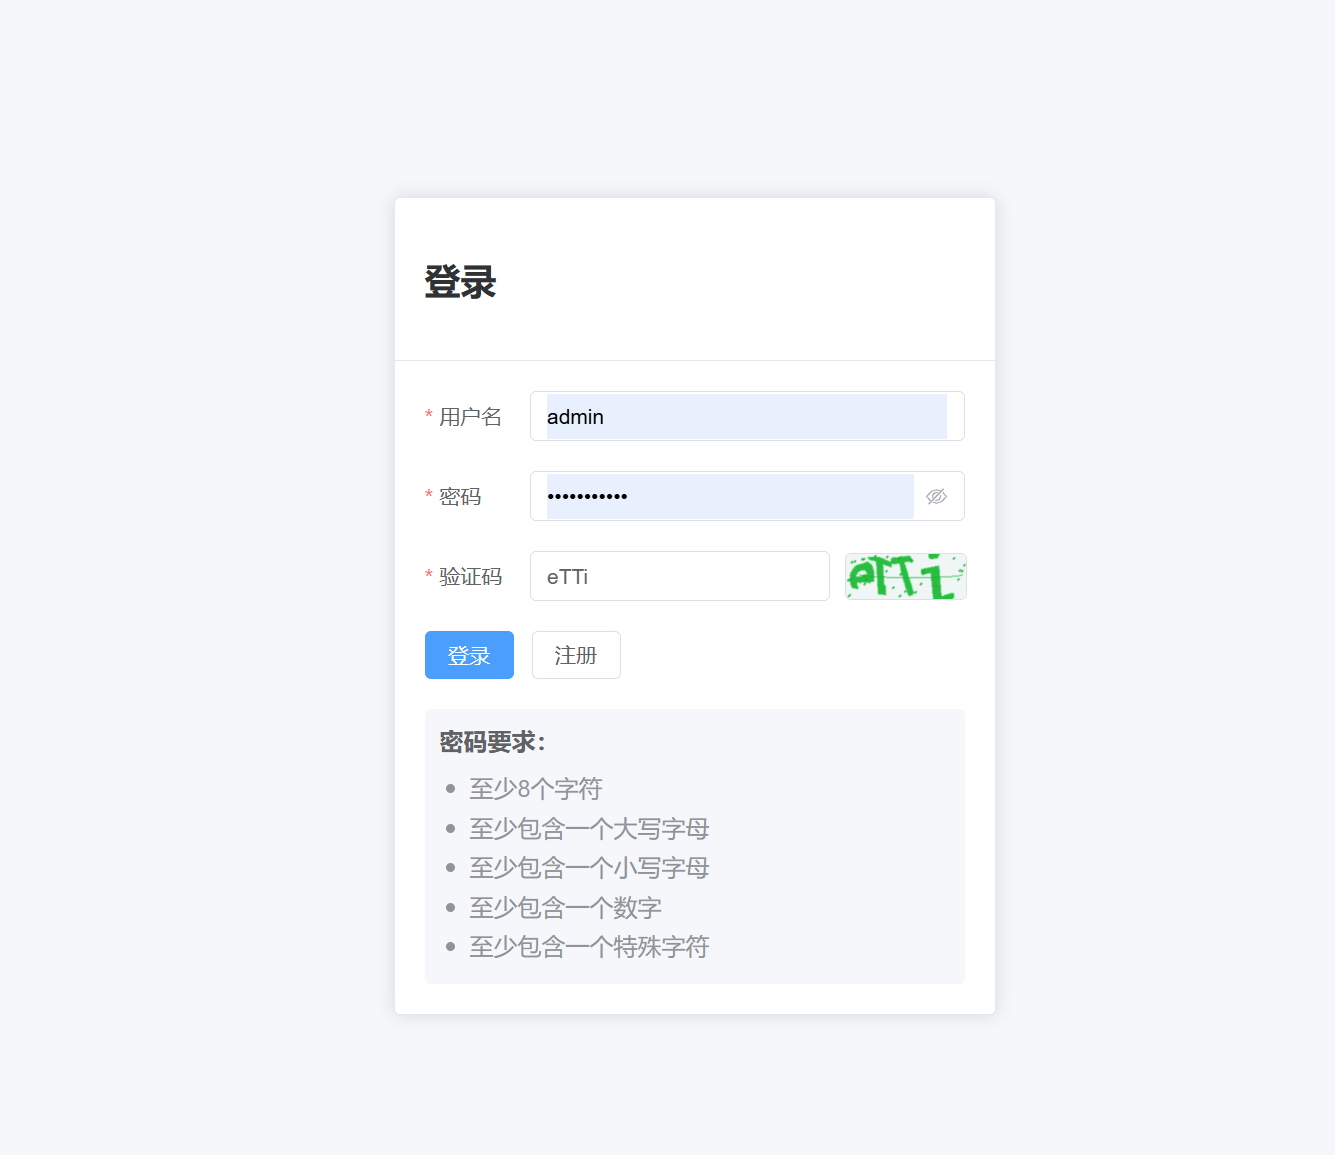 登录
* 用户名 admin
* 密码 •••••••••••
* 验证码 eTTi eTTi
登录 注册
密码要求：
• 至少8个字符
• 至少包含一个大写字母
• 至少包含一个小写字母
• 至少包含一个数字
• 至少包含一个特殊字符